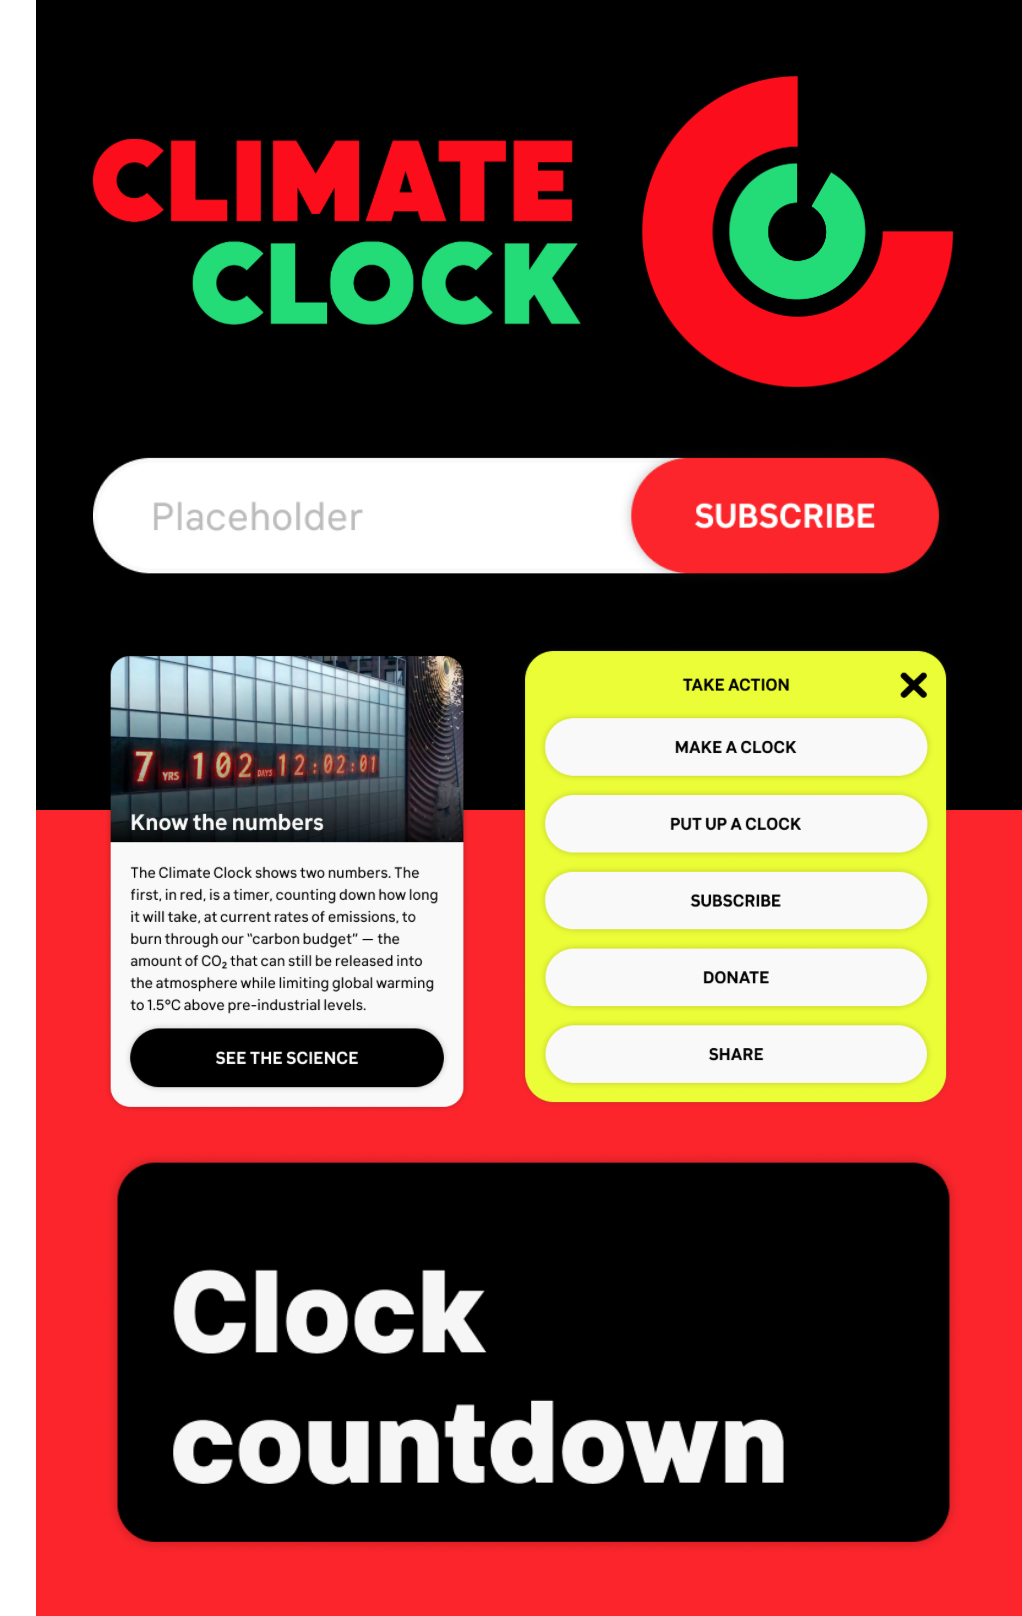 CLIMATE
CLOCK
Placeholder
SUBSCRIBE
7 YRS 102 DAYS 12:02:01
Know the numbers
The Climate Clock shows two numbers. The
first, in red, is a timer, counting down how long
it will take, at current rates of emissions, to
burn through our “carbon budget” — the
amount of CO₂ that can still be released into
the atmosphere while limiting global warming
to 1.5°C above pre-industrial levels.
SEE THE SCIENCE
TAKE ACTION
MAKE A CLOCK
PUT UP A CLOCK
SUBSCRIBE
DONATE
SHARE
Clock
countdown